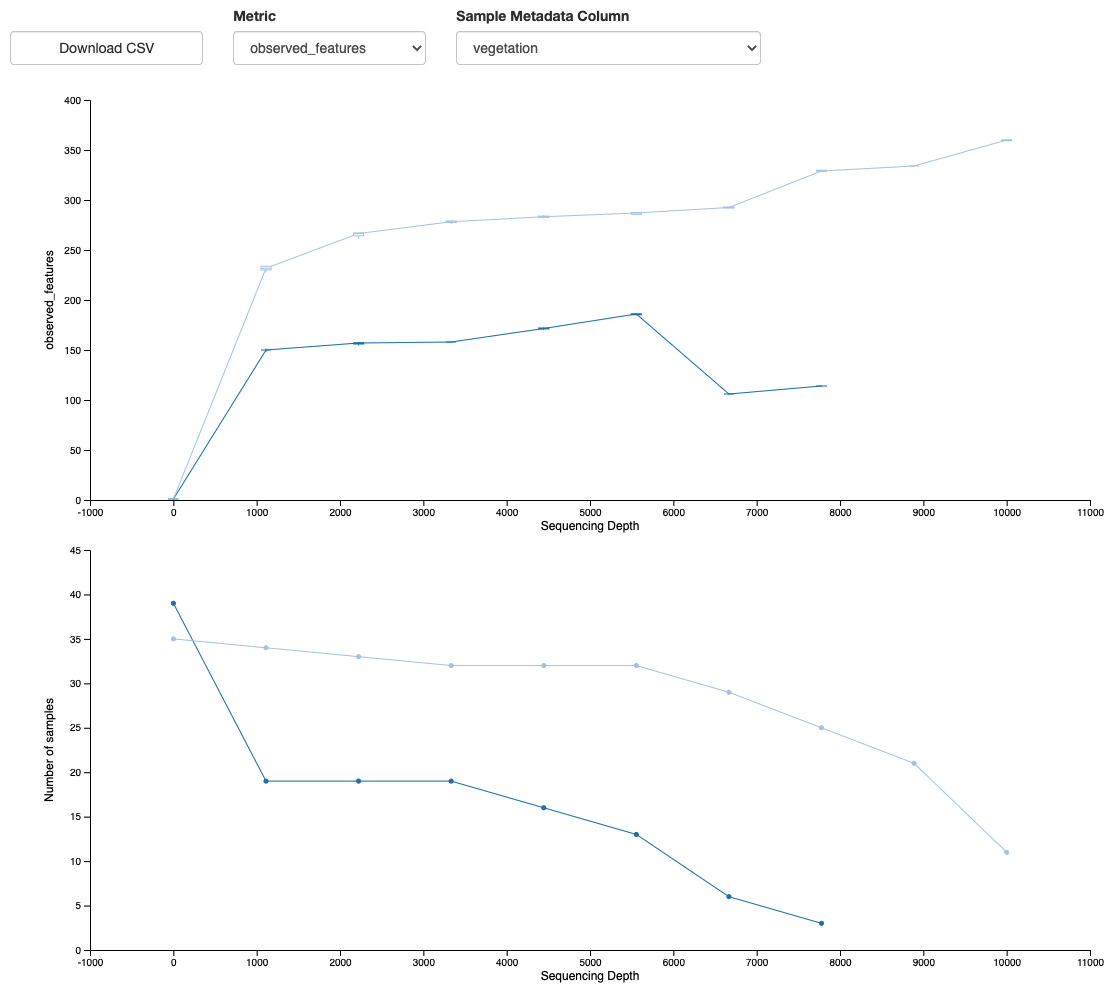 Metric
Sample Metadata Column
Download CSV
observed_features
vegetation
400
350
300
250
200
150
100
50
0
observed_features
-1000 0 1000 2000 3000 4000 5000 6000 7000 8000 9000 10000 11000
Sequencing Depth
45
40
35
30
25
20
15
10
5
0
Number of samples
-1000 0 1000 2000 3000 4000 5000 6000 7000 8000 9000 10000 11000
Sequencing Depth